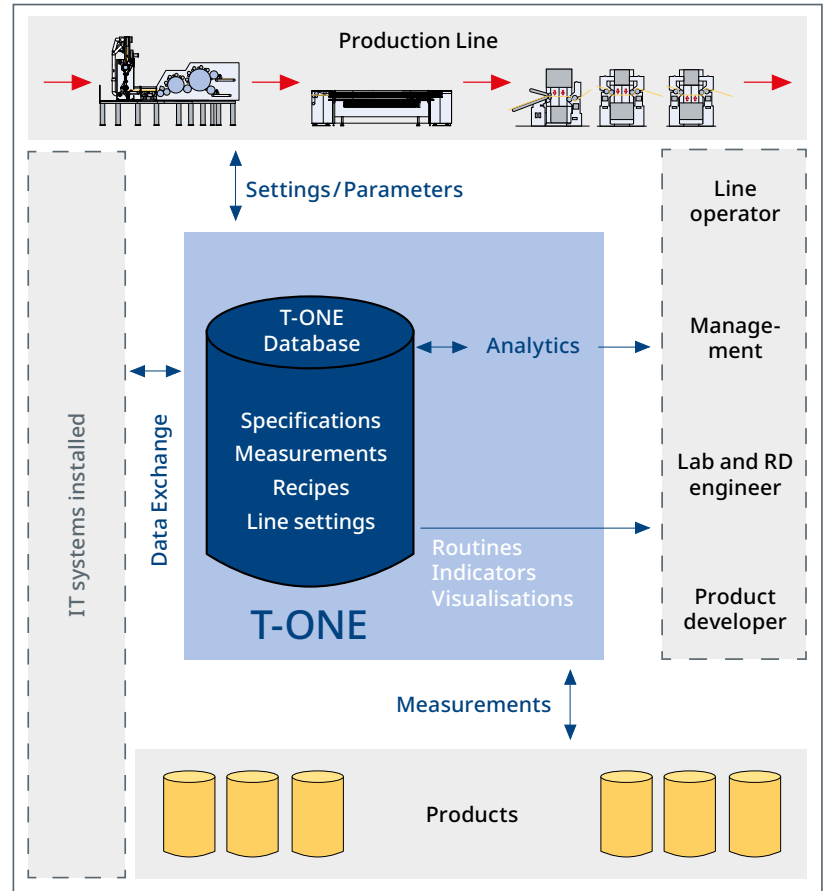 Production Line
Settings/Parameters
Line
operator
T-ONE
Database
Analytics
Manage-
ment
IT systems installed
Data Exchange
Specifications
Measurements
Recipes
Line settings
Lab and RD
engineer
Routines
Indicators
Visualisations
T-ONE
Product
developer
Measurements
Products